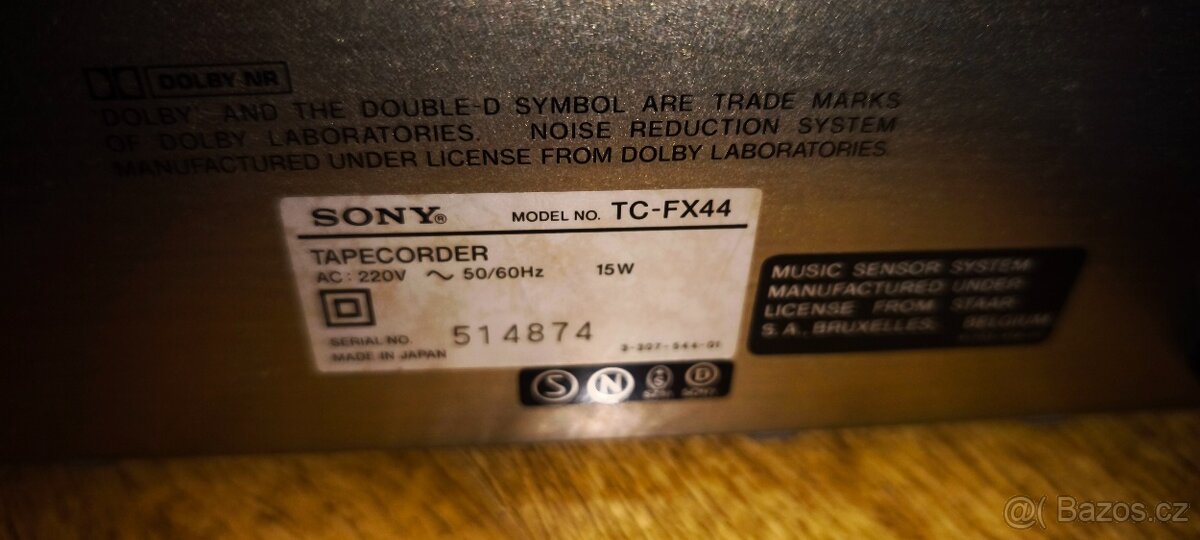 DOLBY NR
DOLBY AND THE DOUBLE-D SYMBOL ARE TRADE MARKS
OF DOLBY LABORATORIES. NOISE REDUCTION SYSTEM
MANUFACTURED UNDER LICENSE FROM DOLBY LABORATORIES.
SONY®
MODEL NO. TC-FX44
TAPECORDER
AC: 220V ~ 50/60Hz 15W
SERIAL NO. 514874
MADE IN JAPAN
MUSIC SENSOR SYSTEM
MANUFACTURED UNDER
LICENSE FROM STAAR
S.A. BRUXELLES. BELGIUM
S N D
@( Bazos.cz